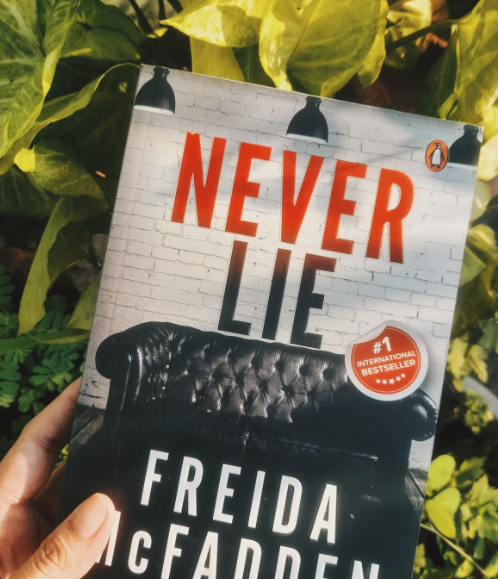 NEVER
LIE
#1
INTERNATIONAL
BESTSELLER
FREIDA
McFADDEN